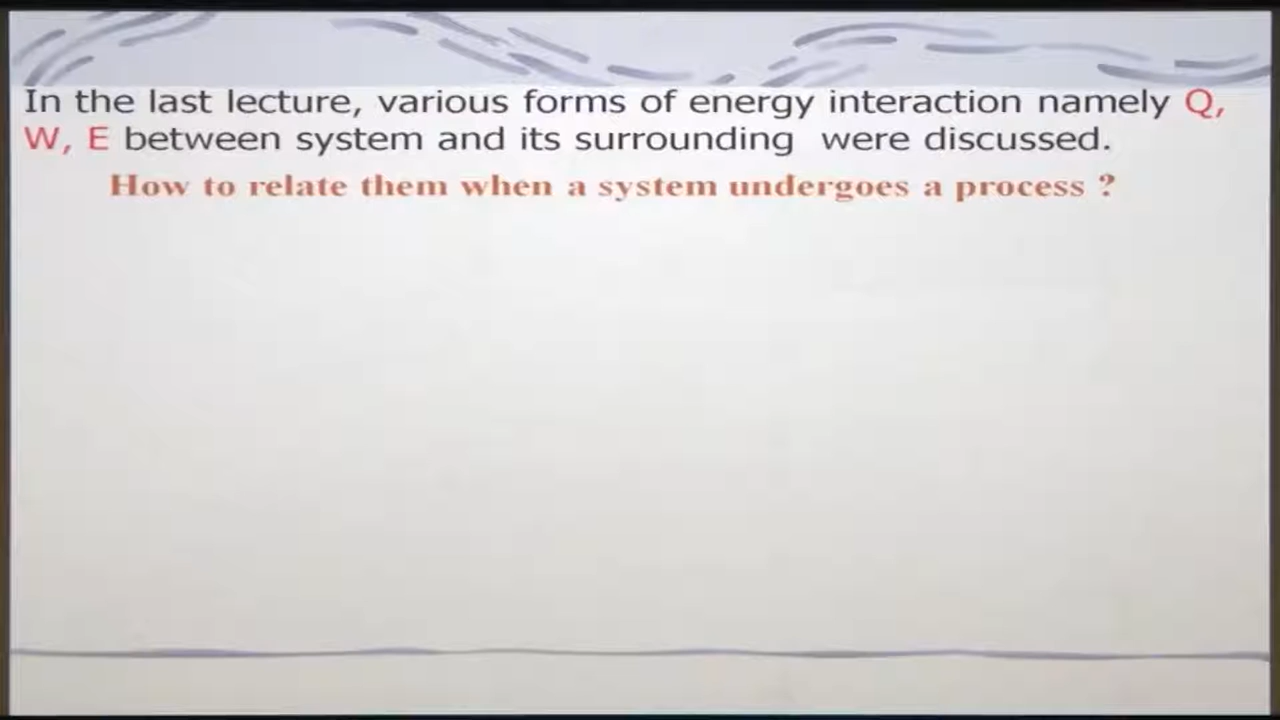 In the last lecture, various forms of energy interaction namely Q,
W, E between system and its surrounding were discussed.
How to relate them when a system undergoes a process ?